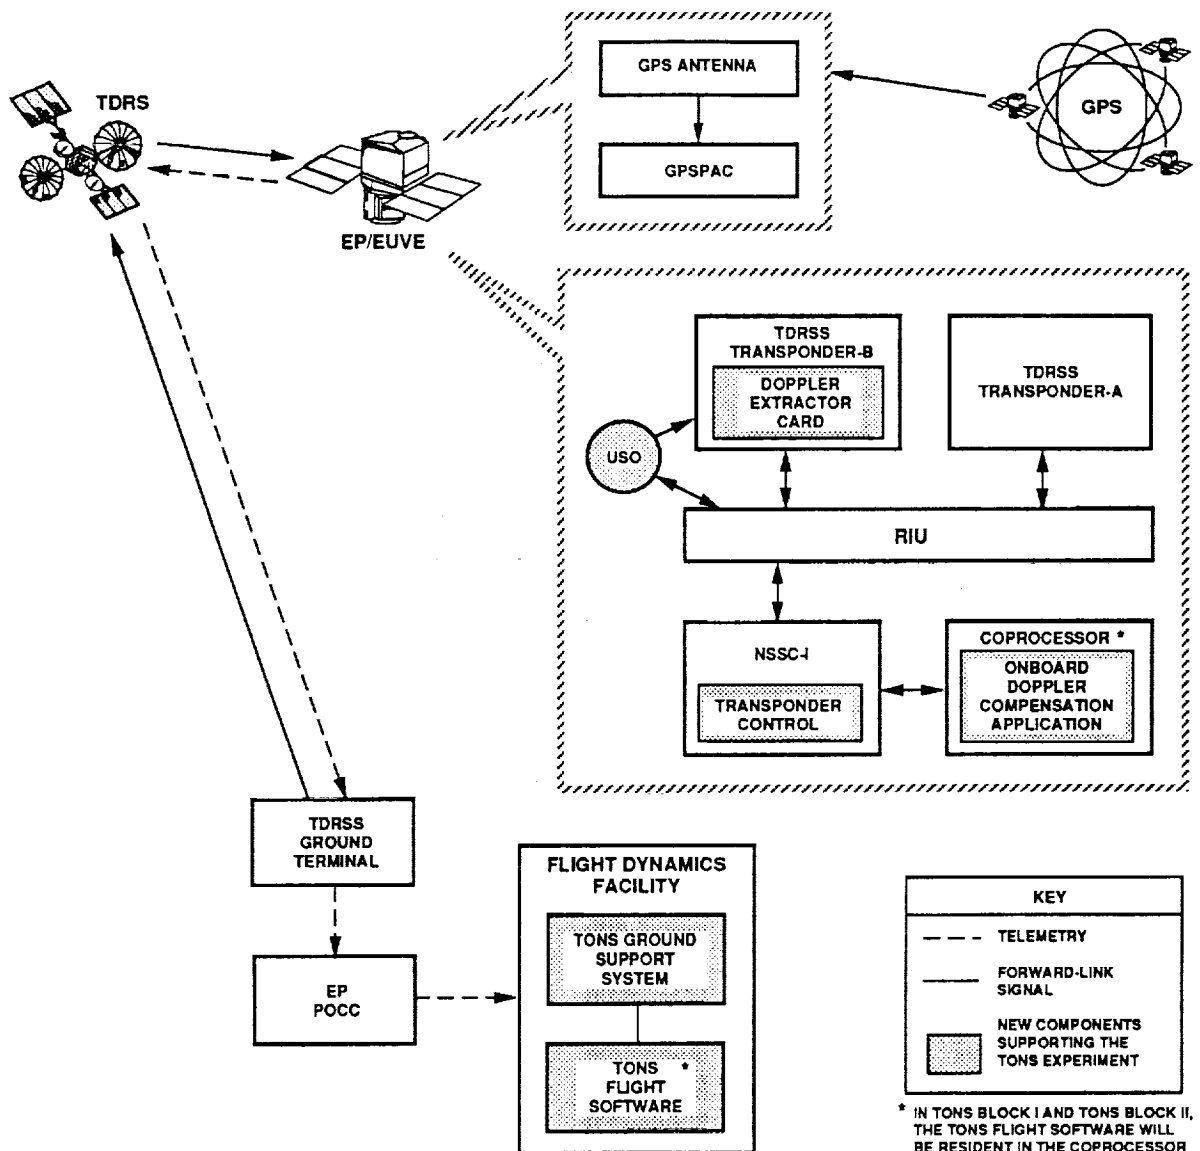 TDRS
EP/EUVE
GPS ANTENNA
GPSPAC
GPS
TDRSS
TRANSPONDER-B
DOPPLER
EXTRACTOR
CARD
TDRSS
TRANSPONDER-A
USO
RIU
NSSC-I
TRANSPONDER
CONTROL
COPROCESSOR *
ONBOARD
DOPPLER
COMPENSATION
APPLICATION
TDRSS
GROUND
TERMINAL
EP
POCC
FLIGHT DYNAMICS
FACILITY
TONS GROUND
SUPPORT
SYSTEM
TONS *
FLIGHT
SOFTWARE
KEY
TELEMETRY
FORWARD-LINK
SIGNAL
NEW COMPONENTS
SUPPORTING THE
TONS EXPERIMENT
* IN TONS BLOCK I AND TONS BLOCK II,
THE TONS FLIGHT SOFTWARE WILL
BE RESIDENT IN THE COPROCESSOR